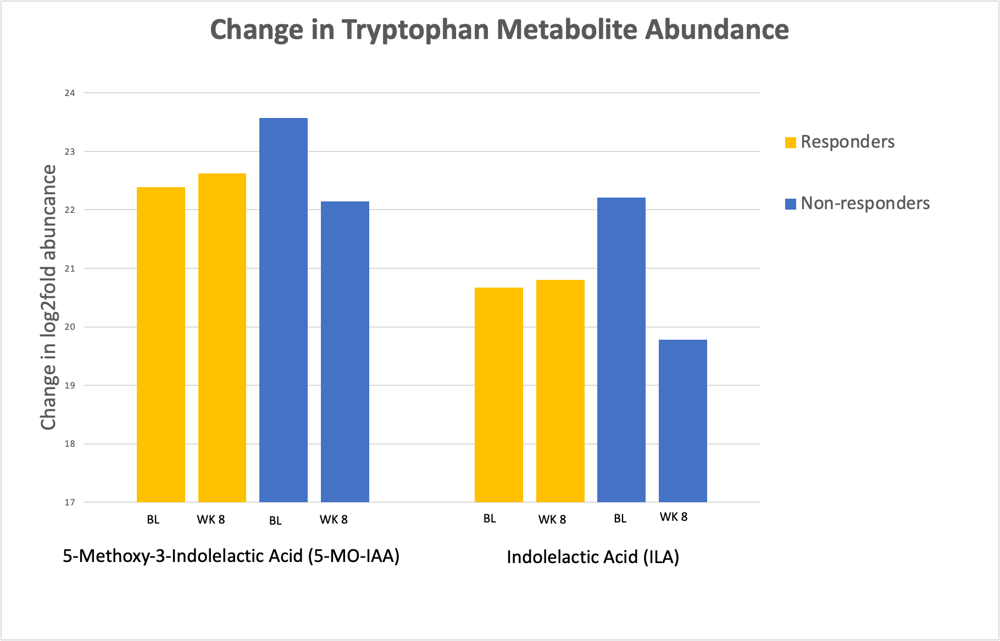 Change in Tryptophan Metabolite Abundance
Change in log2fold abuncance
24
23
22
21
20
19
18
17
BL WK 8 BL WK 8 BL WK 8 BL WK 8
5-Methoxy-3-Indolelactic Acid (5-MO-IAA) Indolelactic Acid (ILA)
Responders
Non-responders